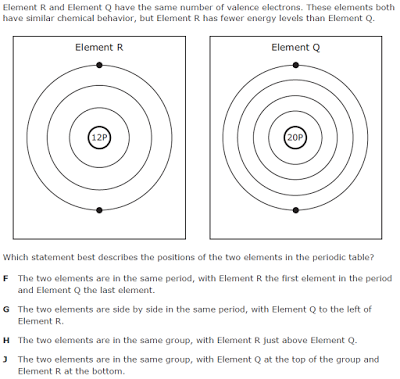 Element R and Element Q have the same number of valence electrons. These elements both
have similar chemical behavior, but Element R has fewer energy levels than Element Q.
Element R
Element Q
12P
20P
Which statement best describes the positions of the two elements in the periodic table?
F The two elements are in the same period, with Element R the first element in the period
and Element Q the last element.
G The two elements are side by side in the same period, with Element Q to the left of
Element R.
H The two elements are in the same group, with Element R just above Element Q.
J The two elements are in the same group, with Element Q at the top of the group and
Element R at the bottom.